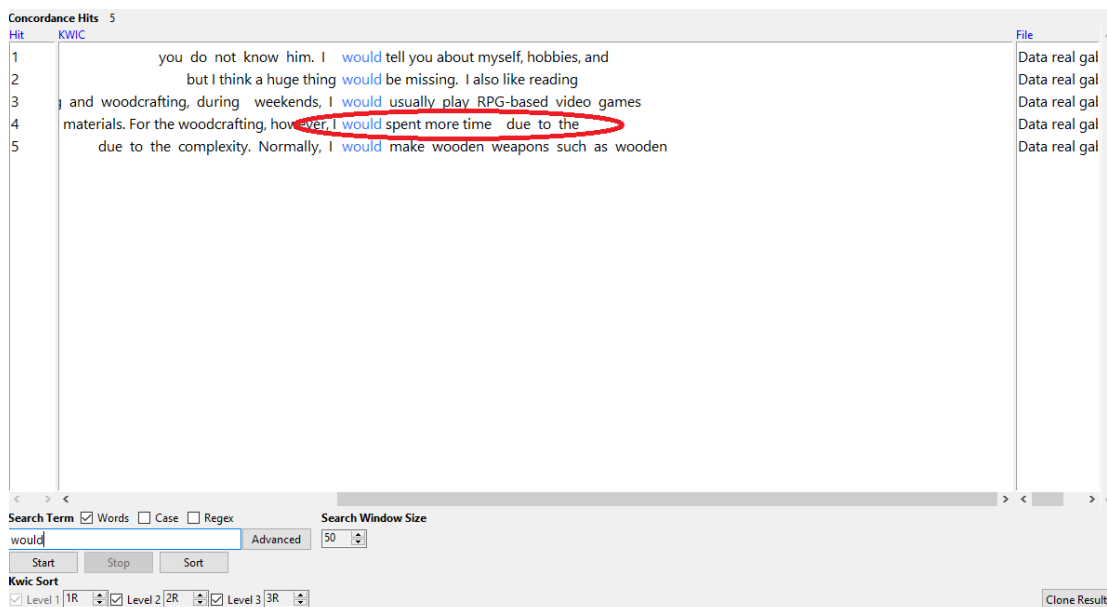 Concordance Hits 5
Hit KWIC File
1 you do not know him. I would tell you about myself, hobbies, and Data real gal
2 but I think a huge thing would be missing. I also like reading Data real gal
3 and woodcrafting, during weekends, I would usually play RPG-based video games Data real gal
4 materials. For the woodcrafting, however, I would spent more time due to the Data real gal
5 due to the complexity. Normally, I would make wooden weapons such as wooden Data real gal
Search Term Words Case Regex Search Window Size
would Advanced 50
Start Stop Sort
Kwic Sort
Level 1 1R Level 2 2R Level 3 3R Clone Result